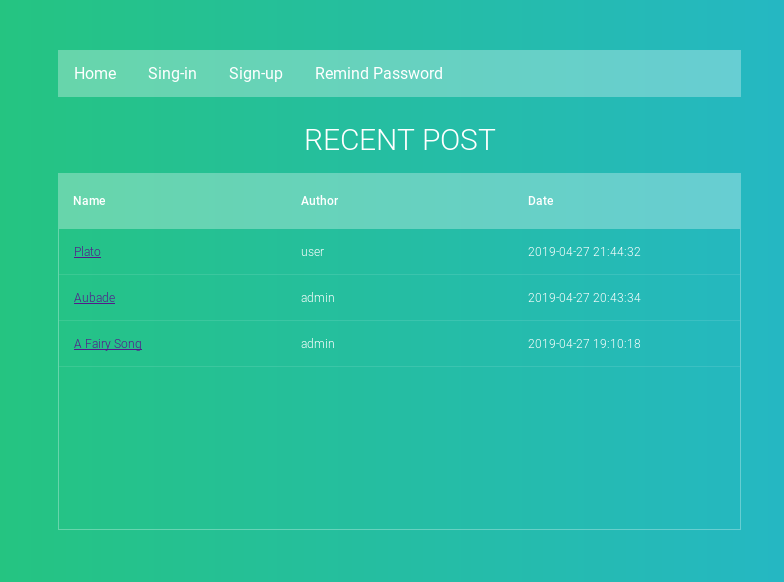 Home Sing-in Sign-up Remind Password
RECENT POST
Name Author Date
Plato user 2019-04-27 21:44:32
Aubade admin 2019-04-27 20:43:34
A Fairy Song admin 2019-04-27 19:10:18